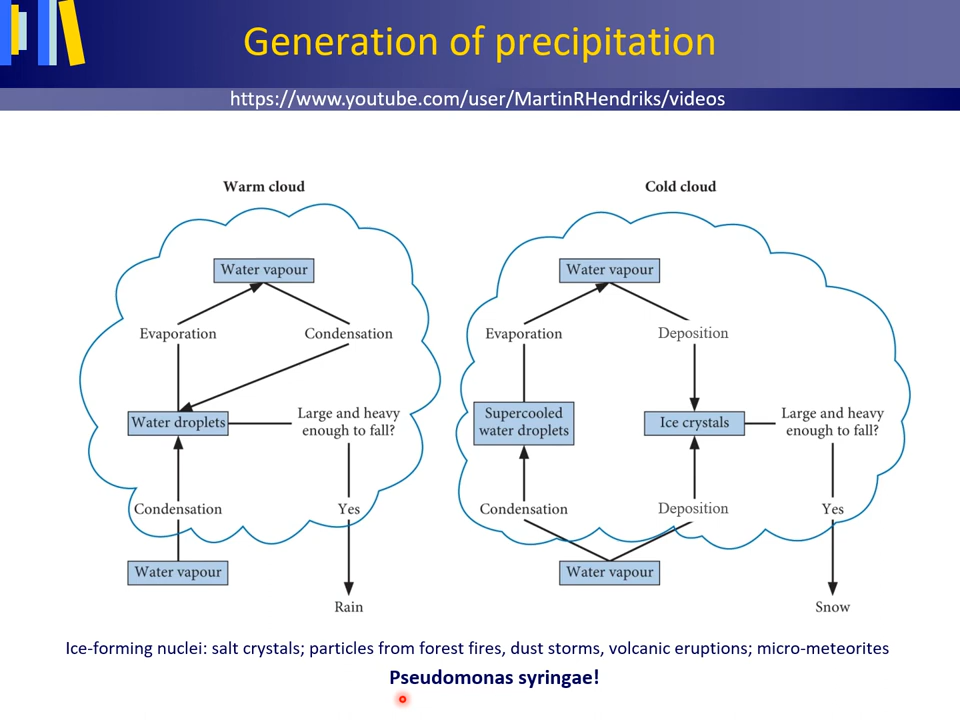 Generation of precipitation
https://www.youtube.com/user/MartinRHendriks/videos
Warm cloud
Water vapour
Evaporation
Condensation
Water droplets
Large and heavy
enough to fall?
Condensation
Yes
Water vapour
Rain
Cold cloud
Water vapour
Evaporation
Deposition
Supercooled
water droplets
Ice crystals
Large and heavy
enough to fall?
Condensation
Deposition
Yes
Water vapour
Snow
Ice-forming nuclei: salt crystals; particles from forest fires, dust storms, volcanic eruptions; micro-meteorites
Pseudomonas syringae!